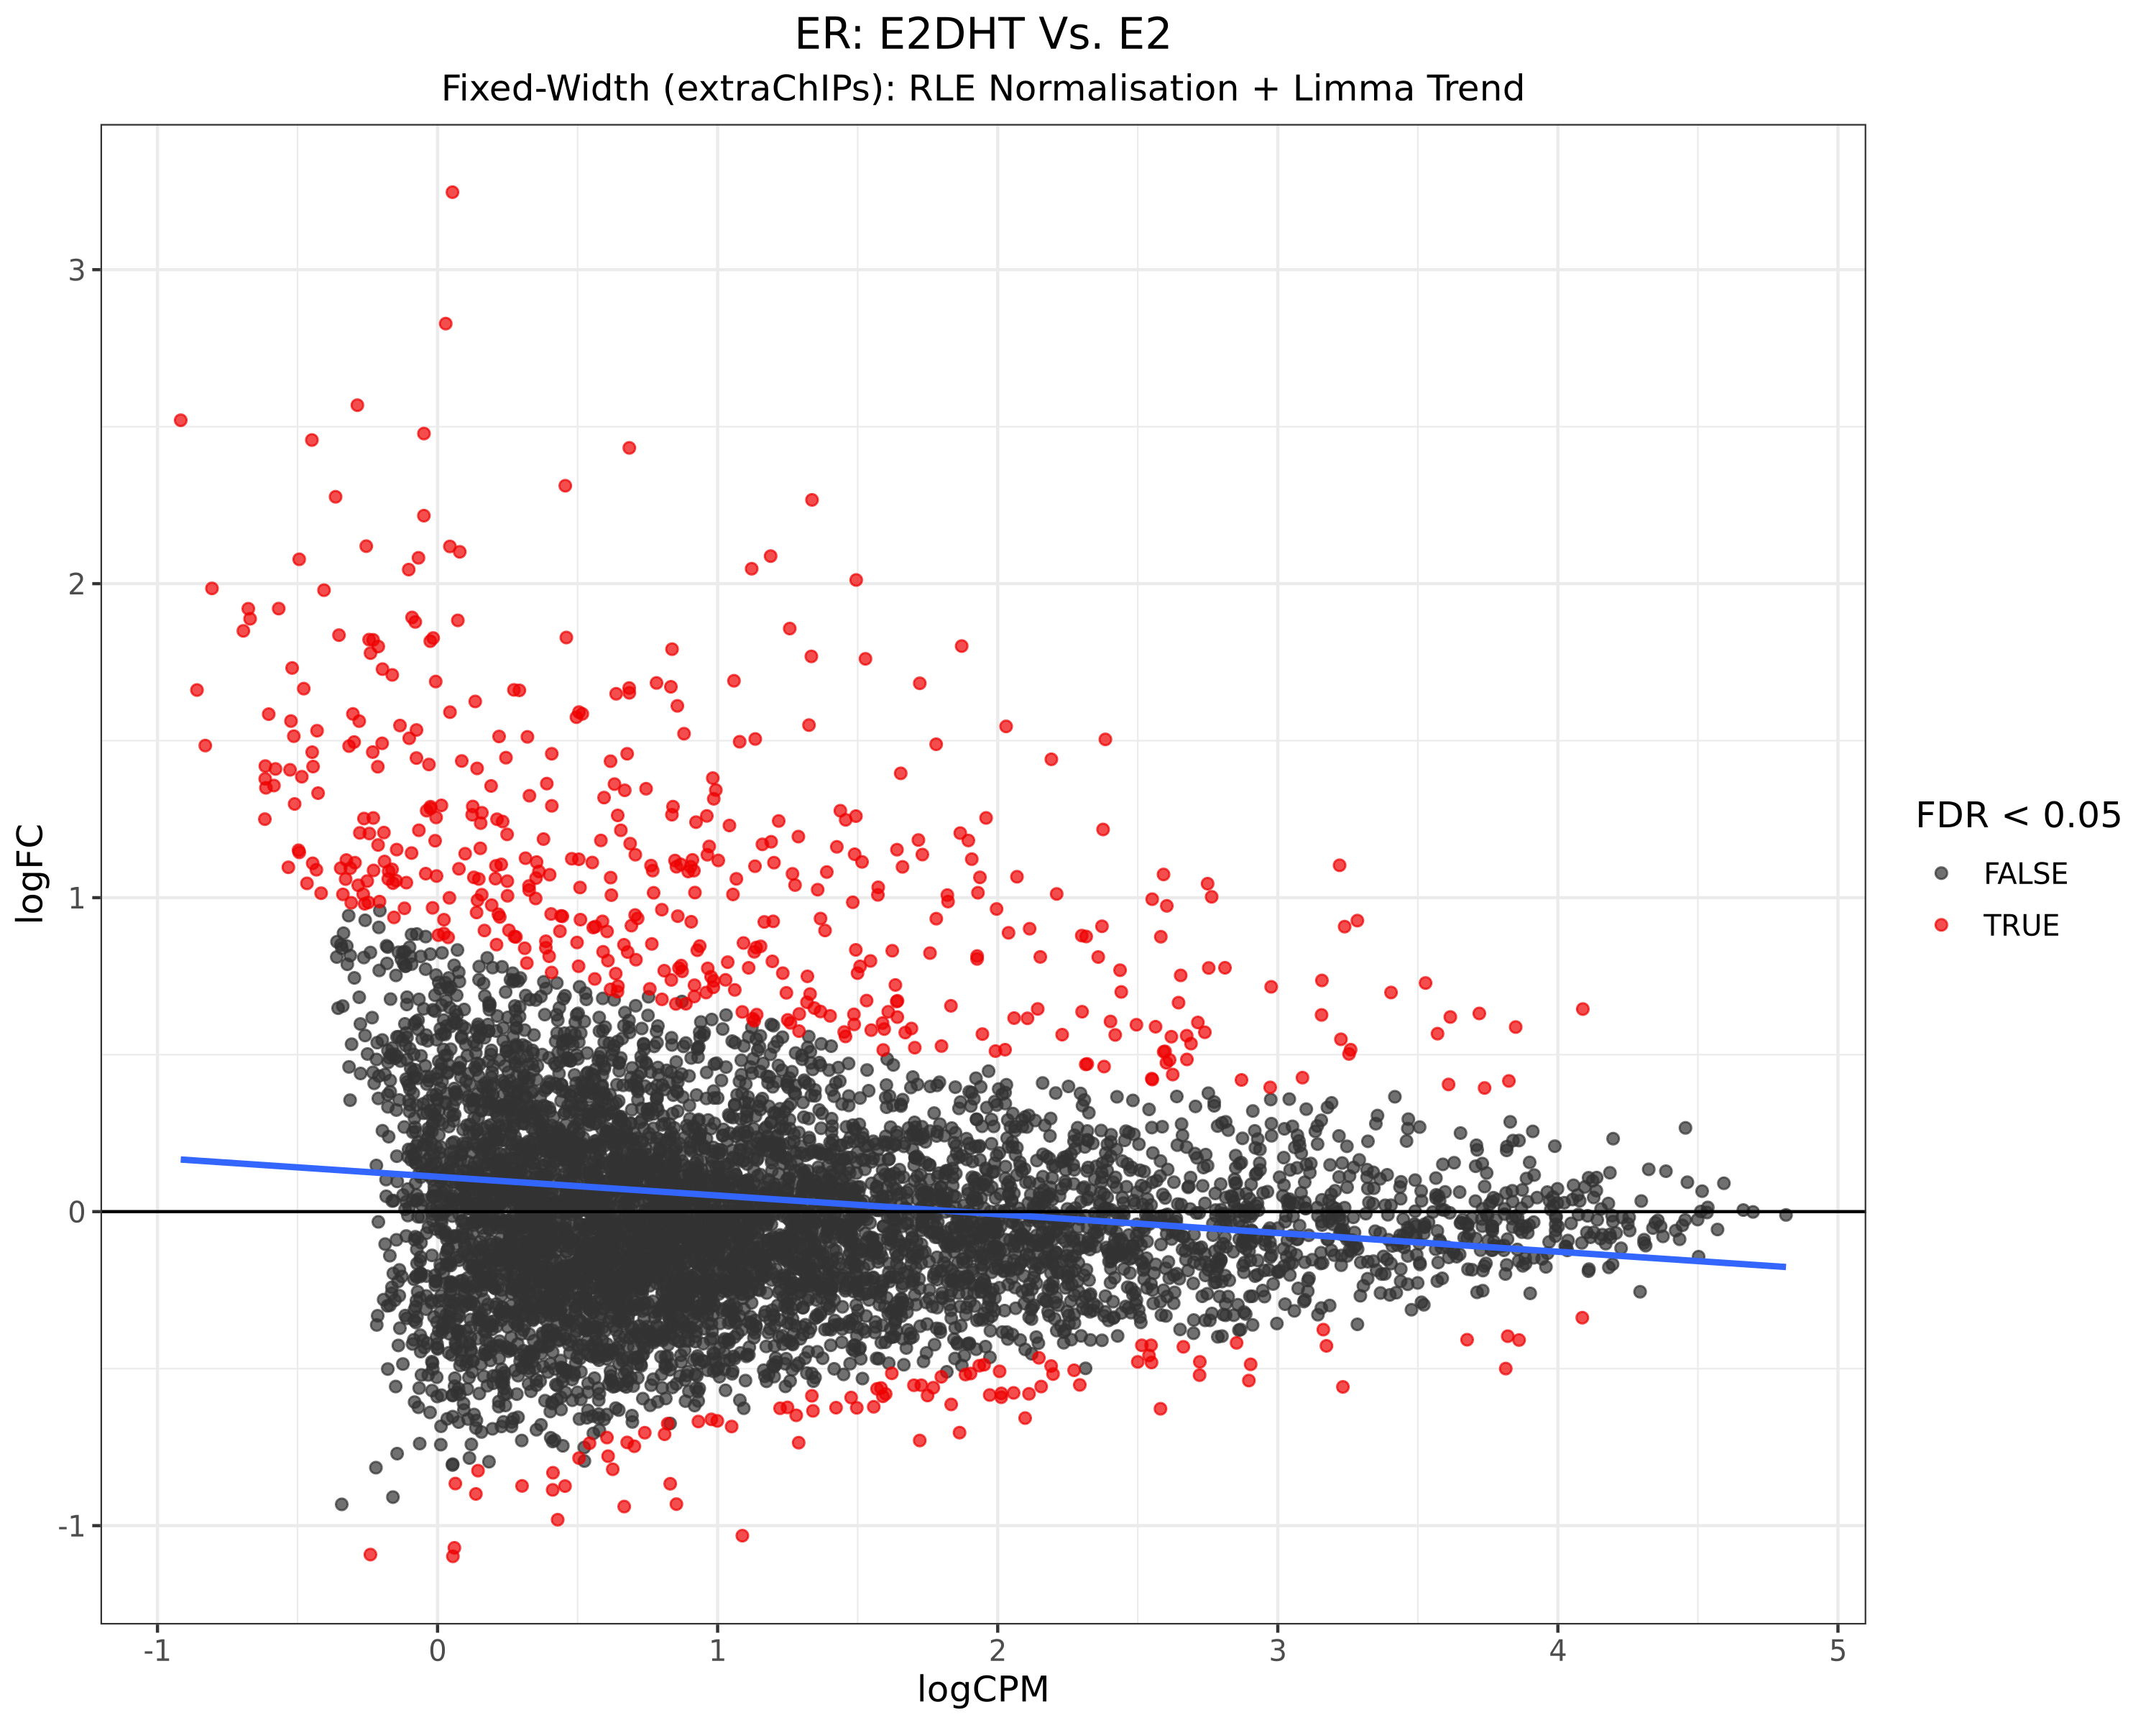 ER: E2DHT Vs. E2
Fixed-Width (extraChIPs): RLE Normalisation + Limma Trend
logFC
3
2
1
0
-1
-1 0 1 2 3 4 5
logCPM
FDR < 0.05
FALSE
TRUE